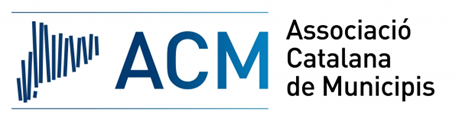 ACM
Associació
Catalana
de Municipis